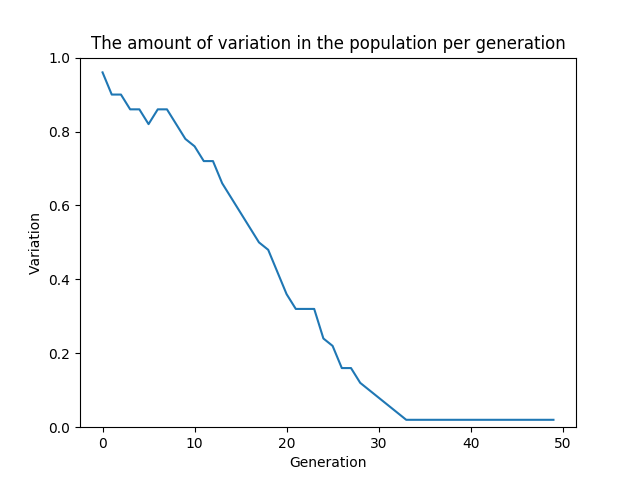 The amount of variation in the population per generation
1.0
0.8
0.6
0.4
0.2
0.0
Variation
0 10 20 30 40 50
Generation